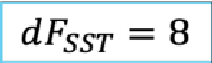 dF_SST = 8